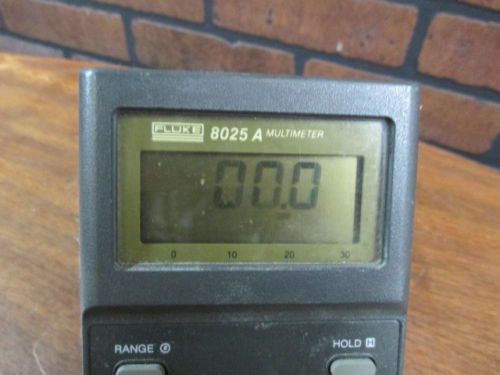 FLUKE 8025 A MULTIMETER
00.0
0 10 20 30
RANGE HOLD H